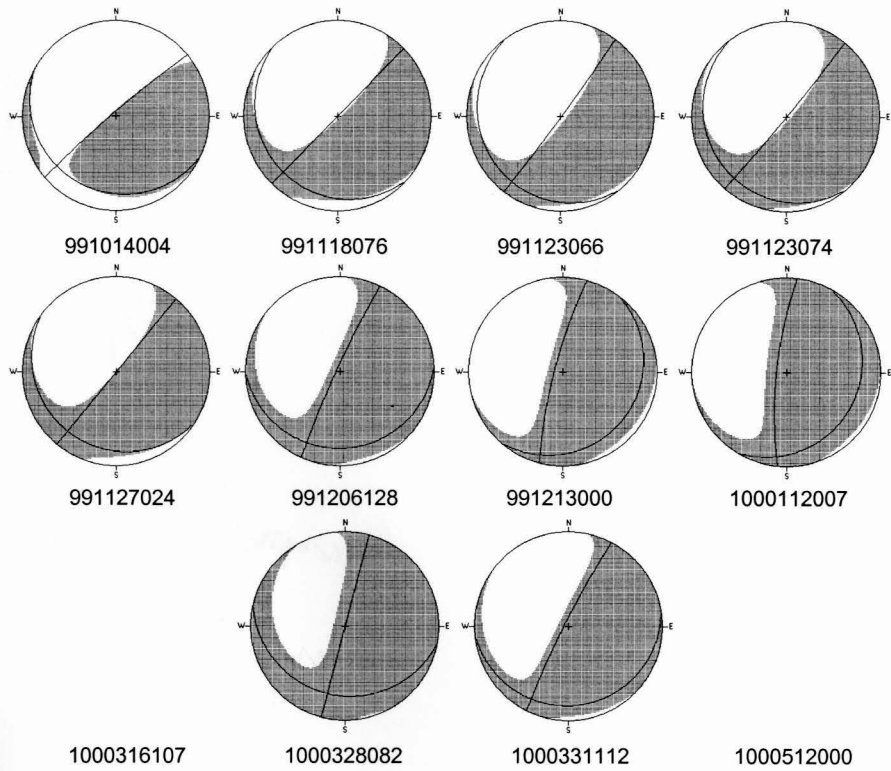 N N N N
W E W E W E W E
S S S S
991014004 991118076 991123066 991123074
N N N N
W E W E W E W E
S S S S
991127024 991206128 991213000 1000112007
N N
W E W E
S S
1000316107 1000328082 1000331112 1000512000